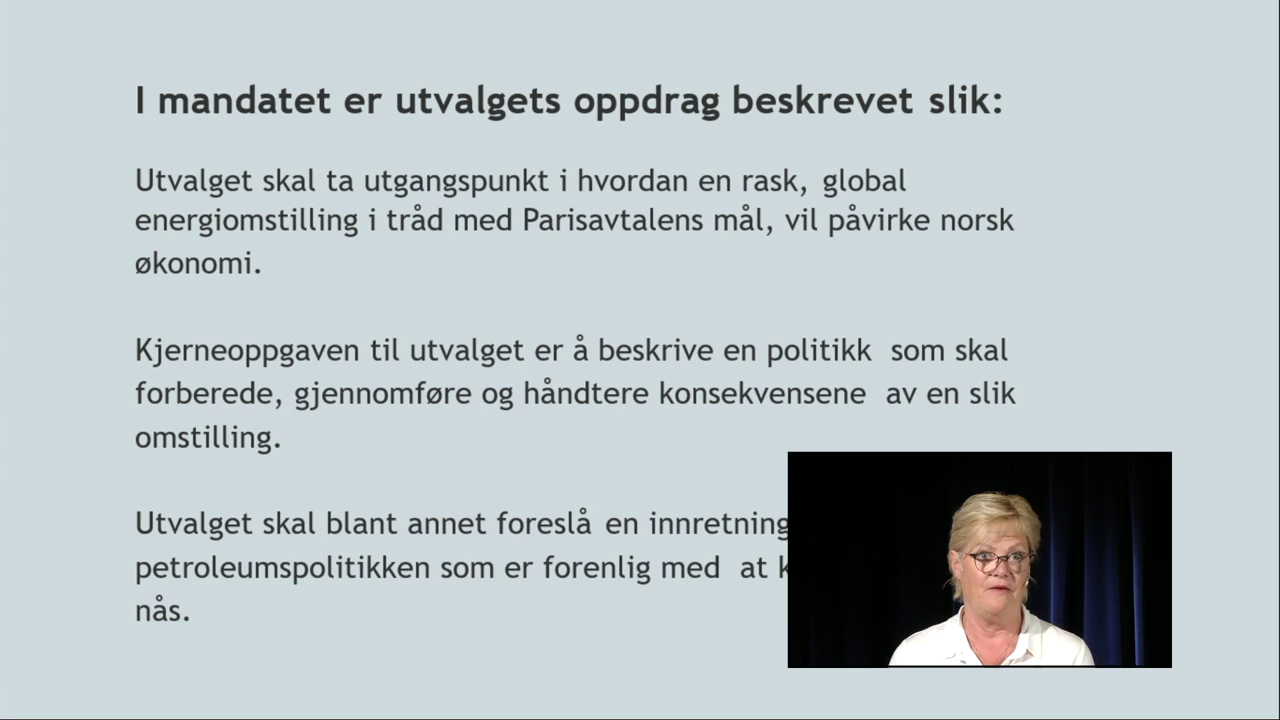 I mandatet er utvalgets oppdrag beskrevet slik:
Utvalget skal ta utgangspunkt i hvordan en rask, global
energiomstilling i tråd med Parisavtalens mål, vil påvirke norsk
økonomi.
Kjerneoppgaven til utvalget er å beskrive en politikk som skal
forberede, gjennomføre og håndtere konsekvensene av en slik
omstilling.
Utvalget skal blant annet foreslå en innretning
petroleumspolitikken som er forenlig med at
nås.